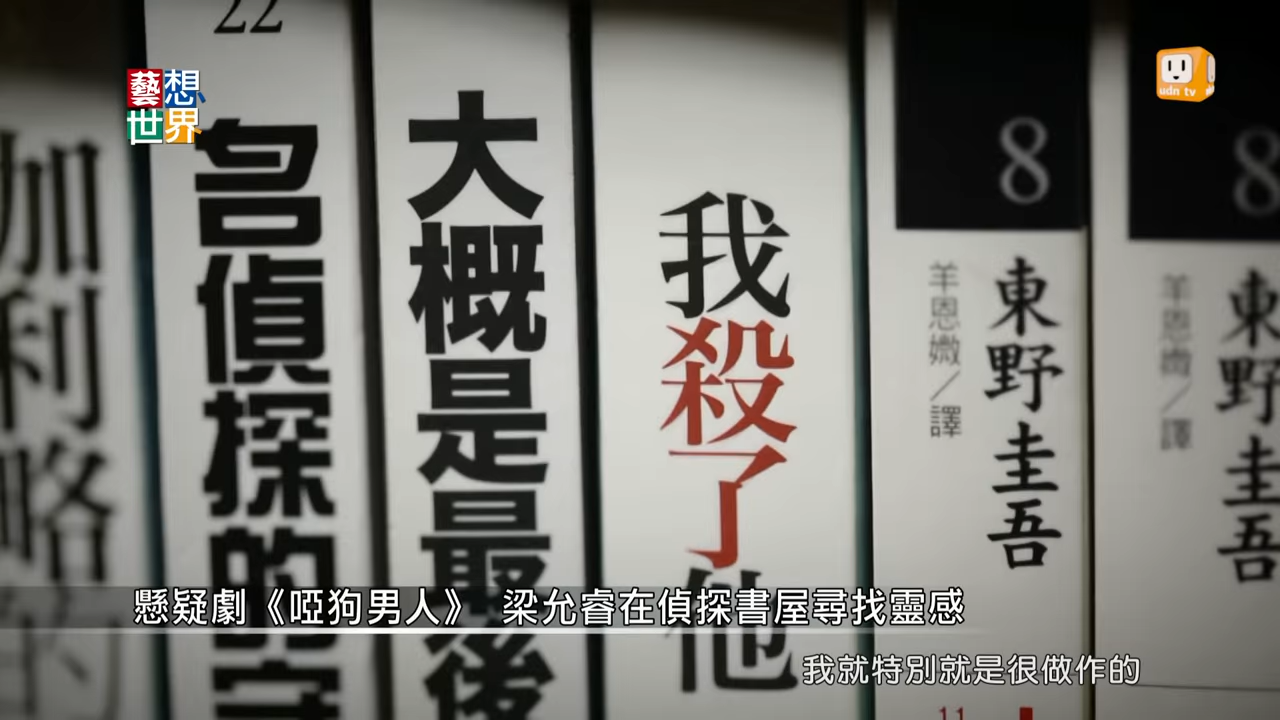 藝想
世界
udn tv
22
加利略的
名偵探的守
大概是最後
我殺了他
11
8
東野圭吾
羊恩媺／譯
8
東野圭吾
羊恩媺／譯
懸疑劇《啞狗男人》 梁允睿在偵探書屋尋找靈感
我就特別就是很做作的